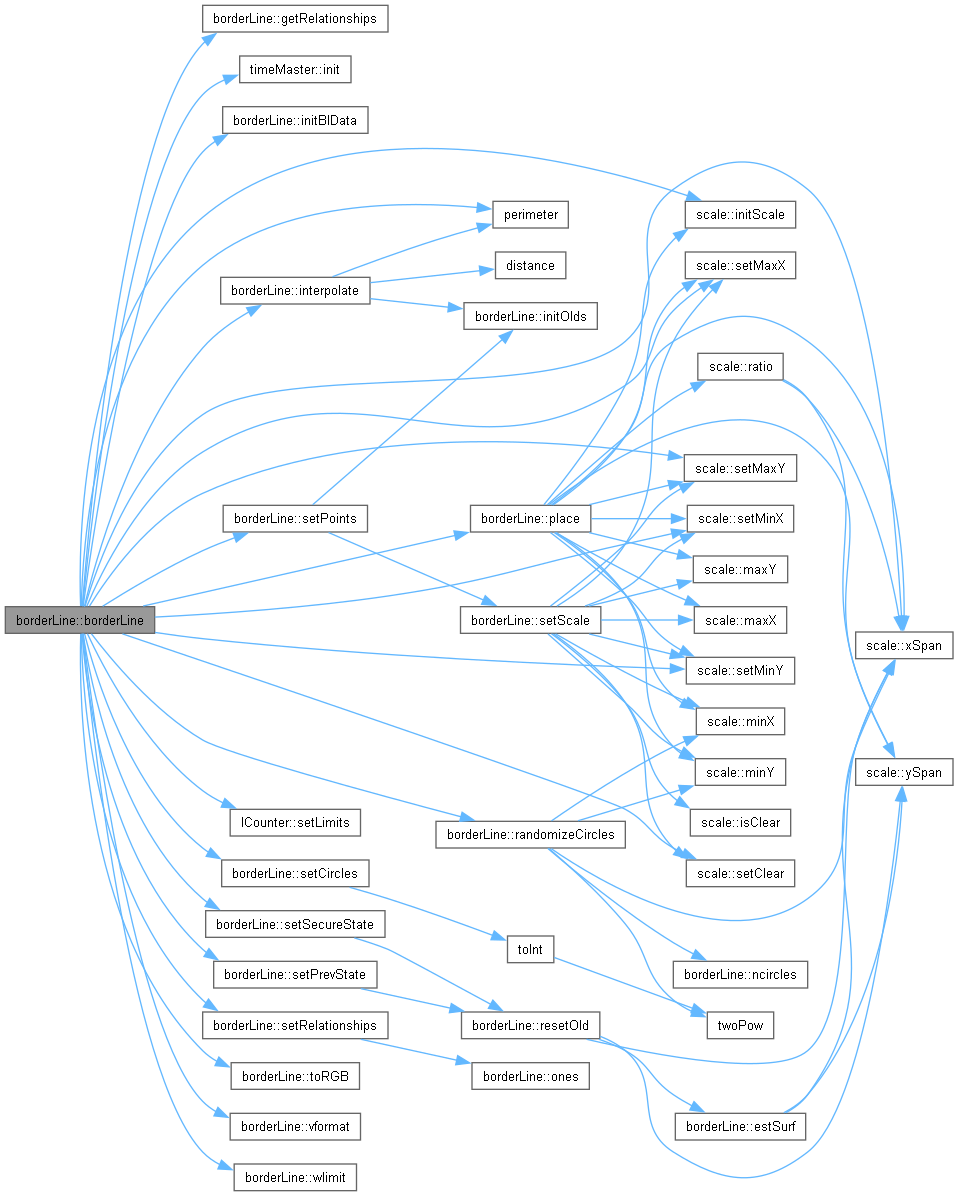 borderLine::getRelationships
timeMaster::init
borderLine::initBlData
scale::initScale
perimeter
distance
scale::setMaxX
borderLine::interpolate
borderLine::initOlds
scale::ratio
scale::setMaxY
borderLine::setPoints
borderLine::place
scale::setMinX
scale::maxY
borderLine::borderLine
borderLine::setScale
scale::maxX
scale::xSpan
scale::setMinY
scale::minX
scale::minY
scale::ySpan
lCounter::setLimits
scale::isClear
borderLine::randomizeCircles
borderLine::setCircles
scale::setClear
borderLine::setSecureState
toInt
borderLine::setPrevState
borderLine::ncircles
borderLine::setRelationships
borderLine::resetOld
twoPow
borderLine::toRGB
borderLine::ones
borderLine::vformat
borderLine::estSurf
borderLine::wlimit